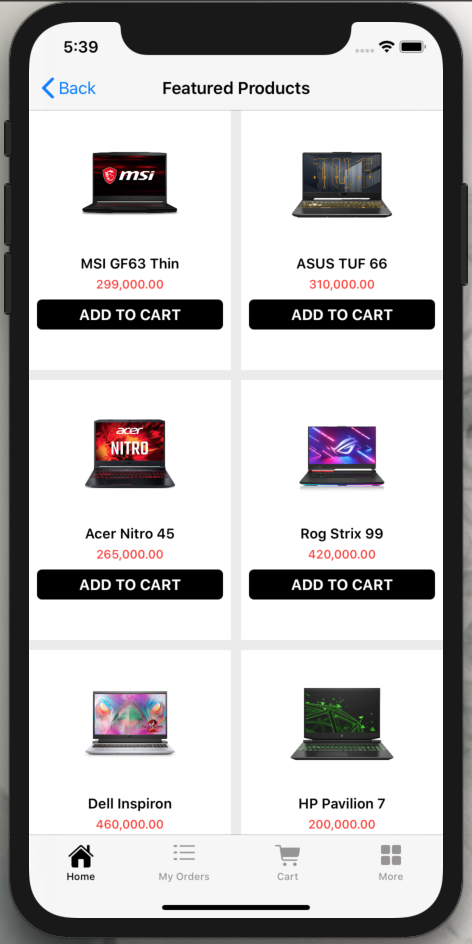 5:39
Back
Featured Products
msi
TUF
MSI GF63 Thin
ASUS TUF 66
299,000.00
310,000.00
ADD TO CART
ADD TO CART
acer
NITRO
Acer Nitro 45
Rog Strix 99
265,000.00
420,000.00
ADD TO CART
ADD TO CART
Dell Inspiron
HP Pavilion 7
460,000.00
200,000.00
Home
My Orders
Cart
More